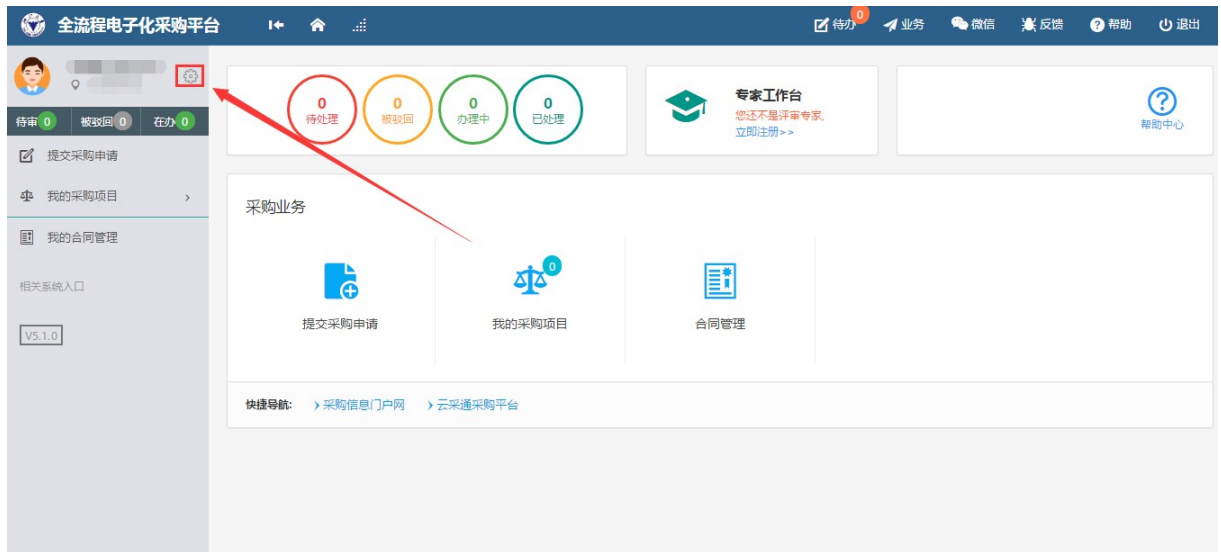 全流程电子化采购平台
0
待办 业务 微信 反馈 帮助 退出
待审 0 被驳回 0 在办 0
提交采购申请
我的采购项目
我的合同管理
相关系统入口
V5.1.0
0
待处理
0
被驳回
0
办理中
0
已处理
专家工作台
您还不是评审专家,
立即注册>>
帮助中心
采购业务
0
提交采购申请 我的采购项目 合同管理
快捷导航: 采购信息门户网 云采通采购平台